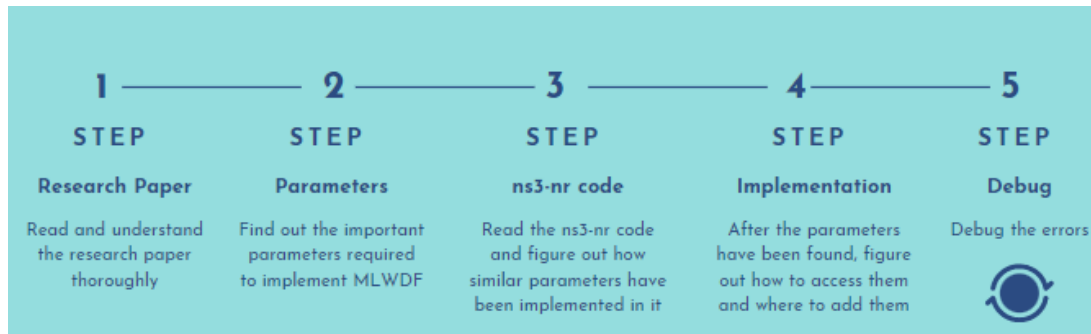 1
2
3
4
5
STEP
STEP
STEP
STEP
STEP
Research Paper
Parameters
ns3-nr code
Implementation
Debug
Read and understand
the research paper
thoroughly
Find out the important
parameters required
to implement MLWDF
Read the ns3-nr code
and figure out how
similar parameters have
been implemented in it
After the parameters
have been found, figure
out how to access them
and where to add them
Debug the errors